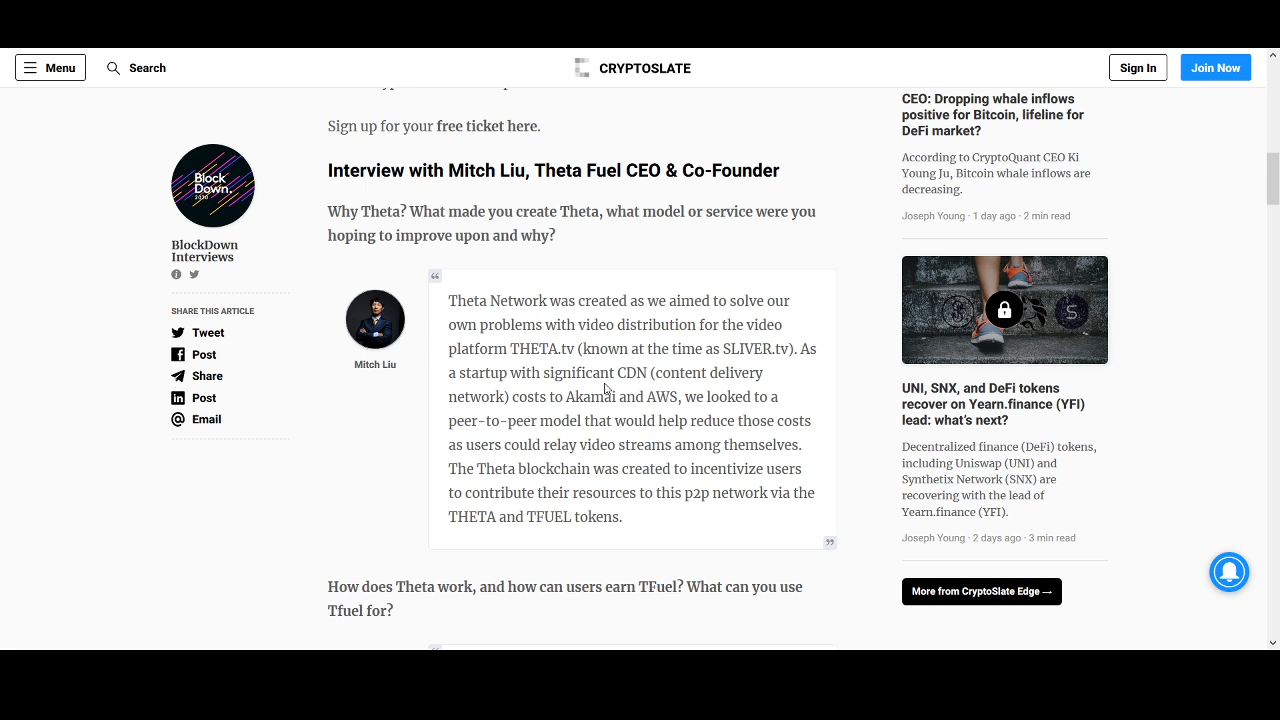 Menu
Search
CRYPTOSLATE
Sign In
Join Now
Sign up for your free ticket here.
Block
Down.
2020
BlockDown
Interviews
SHARE THIS ARTICLE
Tweet
Post
Share
Post
Email
Interview with Mitch Liu, Theta Fuel CEO & Co-Founder
Why Theta? What made you create Theta, what model or service were you
hoping to improve upon and why?
Mitch Liu
“
Theta Network was created as we aimed to solve our
own problems with video distribution for the video
platform THETA.tv (known at the time as SLIVER.tv). As
a startup with significant CDN (content delivery
network) costs to Akamai and AWS, we looked to a
peer-to-peer model that would help reduce those costs
as users could relay video streams among themselves.
The Theta blockchain was created to incentivize users
to contribute their resources to this p2p network via the
THETA and TFUEL tokens.
”
How does Theta work, and how can users earn TFuel? What can you use
Tfuel for?
CEO: Dropping whale inflows
positive for Bitcoin, lifeline for
DeFi market?
According to CryptoQuant CEO Ki
Young Ju, Bitcoin whale inflows are
decreasing.
Joseph Young · 1 day ago · 2 min read
UNI, SNX, and DeFi tokens
recover on Yearn.finance (YFI)
lead: what’s next?
Decentralized finance (DeFi) tokens,
including Uniswap (UNI) and
Synthetix Network (SNX) are
recovering with the lead of
Yearn.finance (YFI).
Joseph Young · 2 days ago · 3 min read
More from CryptoSlate Edge →